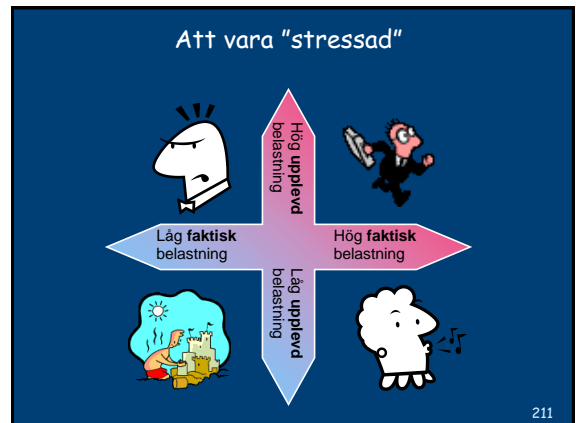 Att vara ”stressad”
Hög upplevd
belastning
Låg faktisk
belastning
Hög faktisk
belastning
Låg upplevd
belastning
211